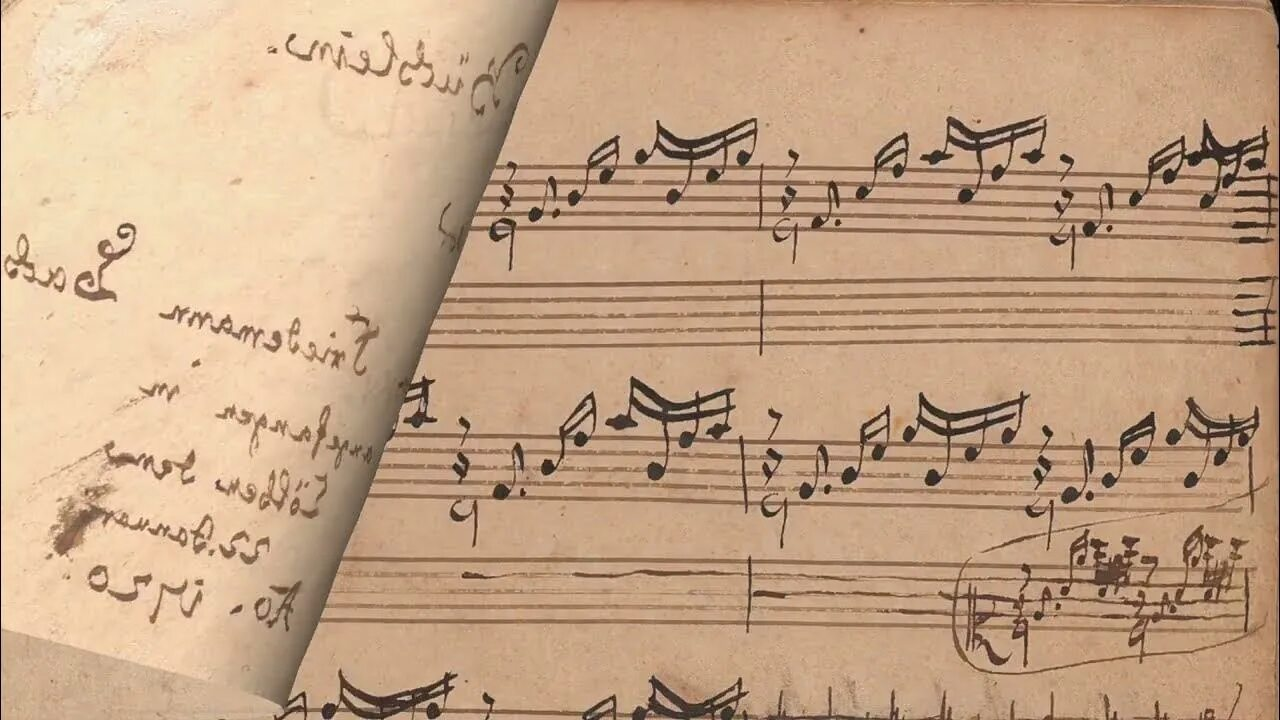 Büchlein.
Friedemann Bach
angefangen in
Cöthen den
22. Januar
Ao. 1720